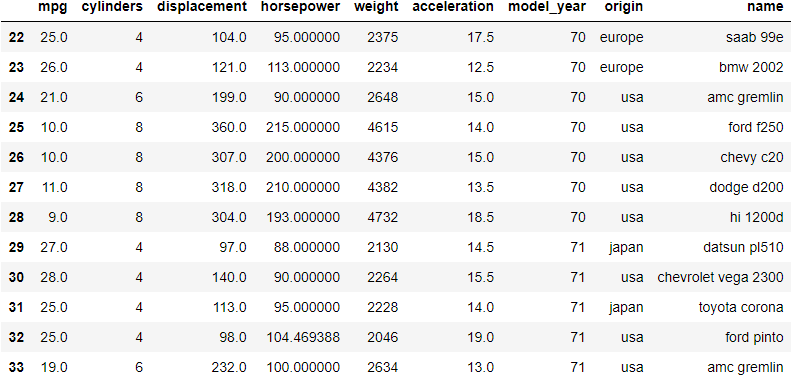 mpg cylinders displacement horsepower weight acceleration model_year origin name
22 25.0 4 104.0 95.000000 2375 17.5 70 europe saab 99e
23 26.0 4 121.0 113.000000 2234 12.5 70 europe bmw 2002
24 21.0 6 199.0 90.000000 2648 15.0 70 usa amc gremlin
25 10.0 8 360.0 215.000000 4615 14.0 70 usa ford f250
26 10.0 8 307.0 200.000000 4376 15.0 70 usa chevy c20
27 11.0 8 318.0 210.000000 4382 13.5 70 usa dodge d200
28 9.0 8 304.0 193.000000 4732 18.5 70 usa hi 1200d
29 27.0 4 97.0 88.000000 2130 14.5 71 japan datsun pl510
30 28.0 4 140.0 90.000000 2264 15.5 71 usa chevrolet vega 2300
31 25.0 4 113.0 95.000000 2228 14.0 71 japan toyota corona
32 25.0 4 98.0 104.469388 2046 19.0 71 usa ford pinto
33 19.0 6 232.0 100.000000 2634 13.0 71 usa amc gremlin